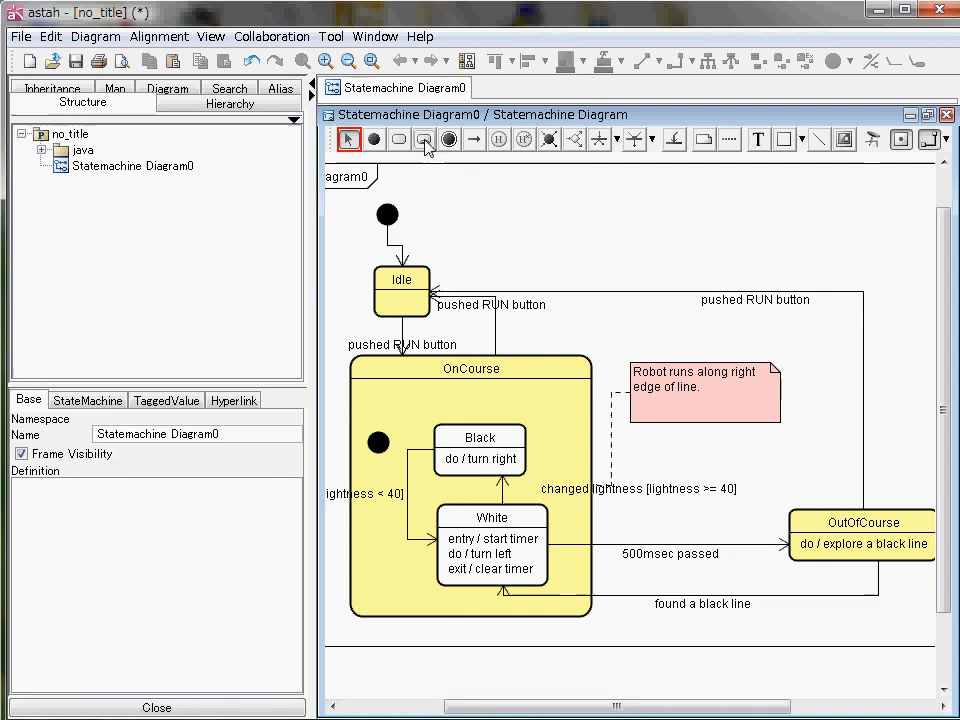 astah - [no_title] (*)
File Edit Diagram Alignment View Collaboration Tool Window Help
Inheritance Map Diagram Search Alias
Structure Hierarchy
no_title
java
Statemachine Diagram0
Base StateMachine TaggedValue Hyperlink
Namespace
Name Statemachine Diagram0
Frame Visibility
Definition
Close
Statemachine Diagram0
Statemachine Diagram0 / Statemachine Diagram
H H* T
agram0
Idle
pushed RUN button
pushed RUN button
pushed RUN button
OnCourse
Robot runs along right
edge of line.
Black
do / turn right
ightness < 40]
changed lightness [lightness >= 40]
White
entry / start timer
do / turn left
exit / clear timer
500msec passed
OutOfCourse
do / explore a black line
found a black line